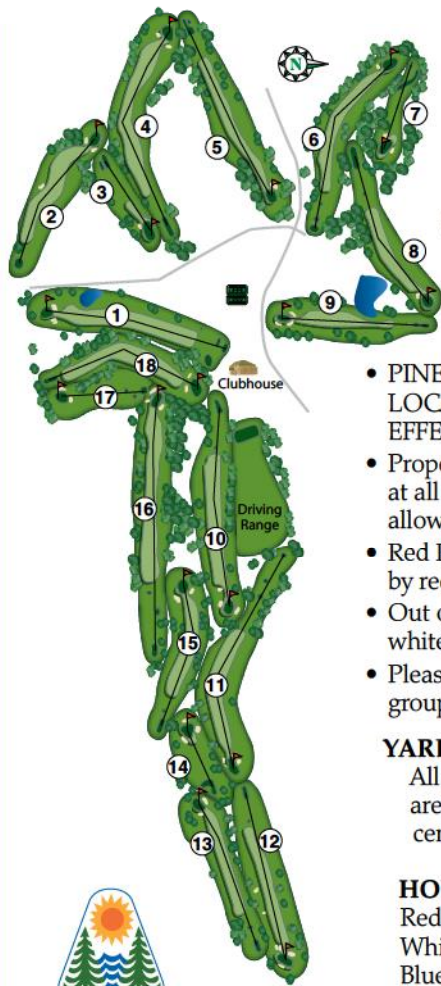 N
4
6
7
5
2
3
8
9
1
18
Clubhouse
17
16
10
Driving
Range
15
11
14
13
12
• PINE
LOCA
EFFE
• Prope
at all
allow
• Red I
by re
• Out o
white
• Pleas
group
YARI
All
are
cen
HO
Red
Whi
Blue